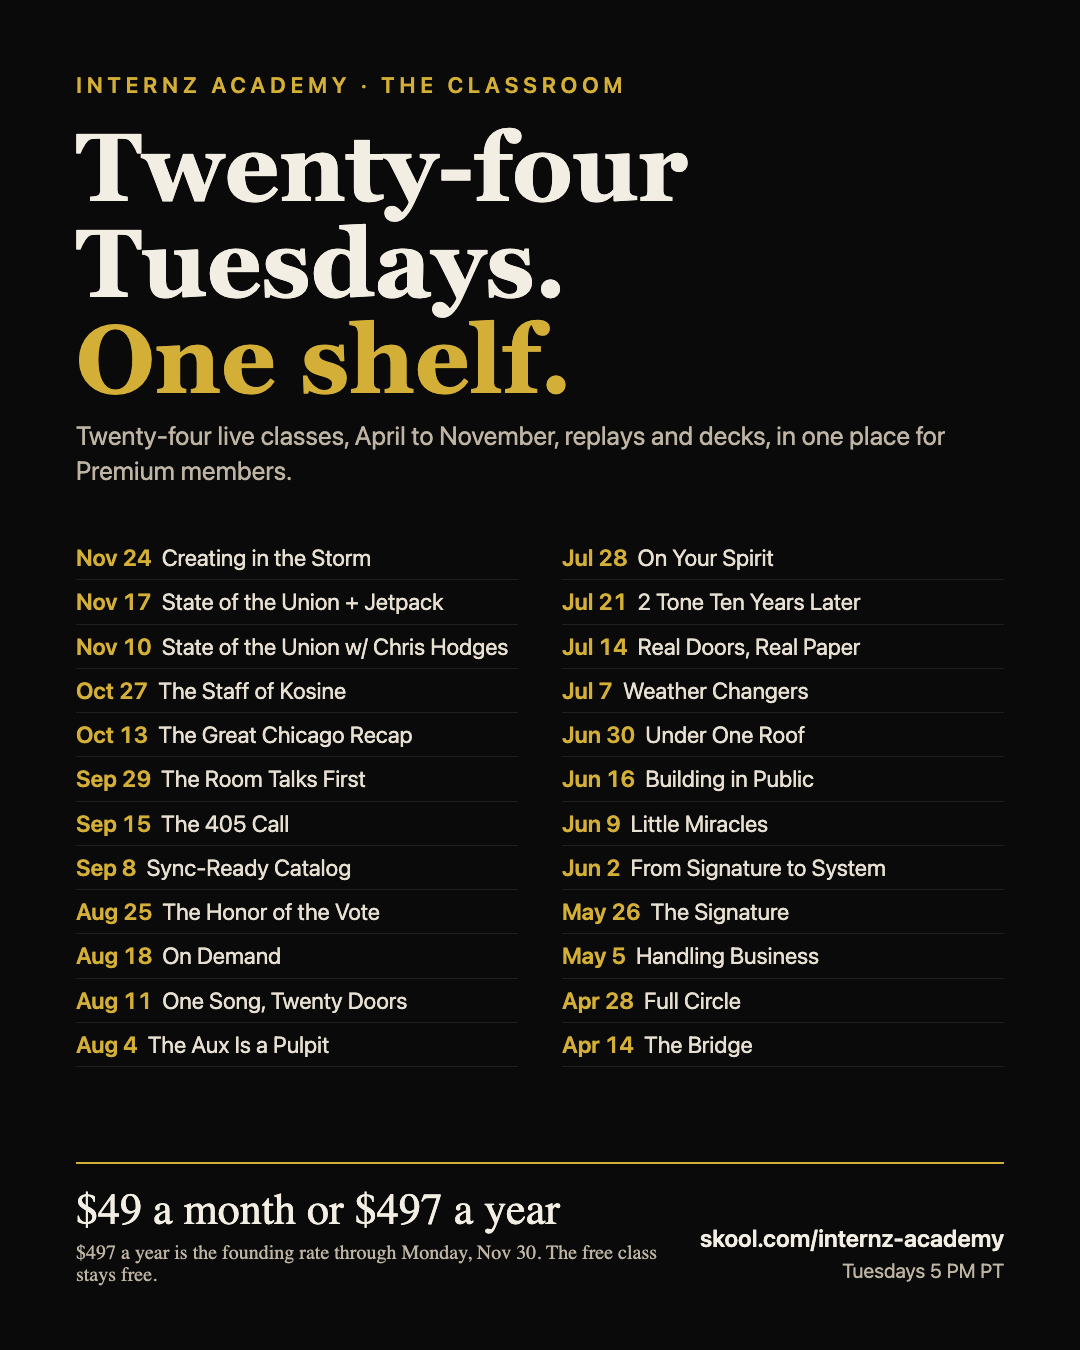 INTERNZ ACADEMY · THE CLASSROOM
Twenty-four
Tuesdays.
One shelf.
Twenty-four live classes, April to November, replays and decks, in one place for
Premium members.
Nov 24 Creating in the Storm
Nov 17 State of the Union + Jetpack
Nov 10 State of the Union w/ Chris Hodges
Oct 27 The Staff of Kosine
Oct 13 The Great Chicago Recap
Sep 29 The Room Talks First
Sep 15 The 405 Call
Sep 8 Sync-Ready Catalog
Aug 25 The Honor of the Vote
Aug 18 On Demand
Aug 11 One Song, Twenty Doors
Aug 4 The Aux Is a Pulpit
Jul 28 On Your Spirit
Jul 21 2 Tone Ten Years Later
Jul 14 Real Doors, Real Paper
Jul 7 Weather Changers
Jun 30 Under One Roof
Jun 16 Building in Public
Jun 9 Little Miracles
Jun 2 From Signature to System
May 26 The Signature
May 5 Handling Business
Apr 28 Full Circle
Apr 14 The Bridge
$49 a month or $497 a year
$497 a year is the founding rate through Monday, Nov 30. The free class
stays free.
skool.com/internz-academy
Tuesdays 5 PM PT